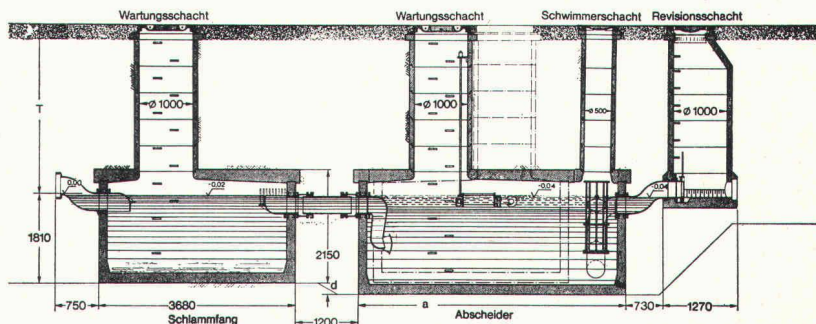 Wartungsschacht Wartungsschacht Schwimmerschacht Revisionsschacht
T
Ø 1000 Ø 1000 Ø 500 Ø 1000
0,00 -0,02 -0,04 -0,04
1810
2150
d
750 3680 a 730 1270
Schlammfang 1200 Abscheider